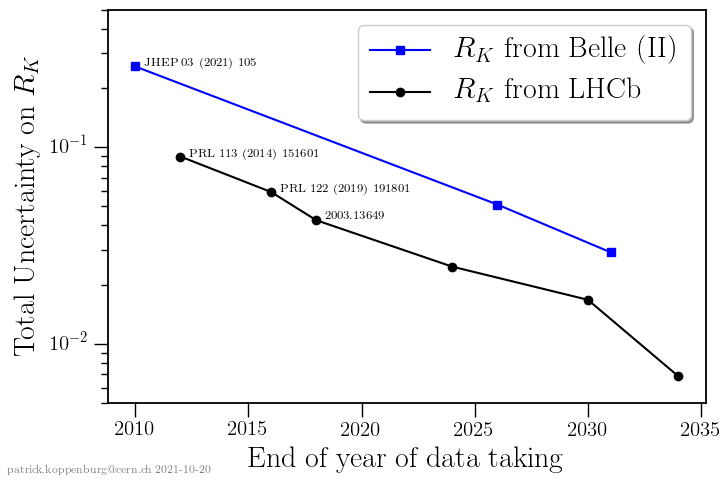 R_K from Belle (II)
R_K from LHCb
JHEP 03 (2021) 105
PRL 113 (2014) 151601
PRL 122 (2019) 191801
2003.13649
Total Uncertainty on R_K
10^{-1}
10^{-2}
2010 2015 2020 2025 2030 2035
End of year of data taking
patrick.koppenburg@cern.ch 2021-10-20